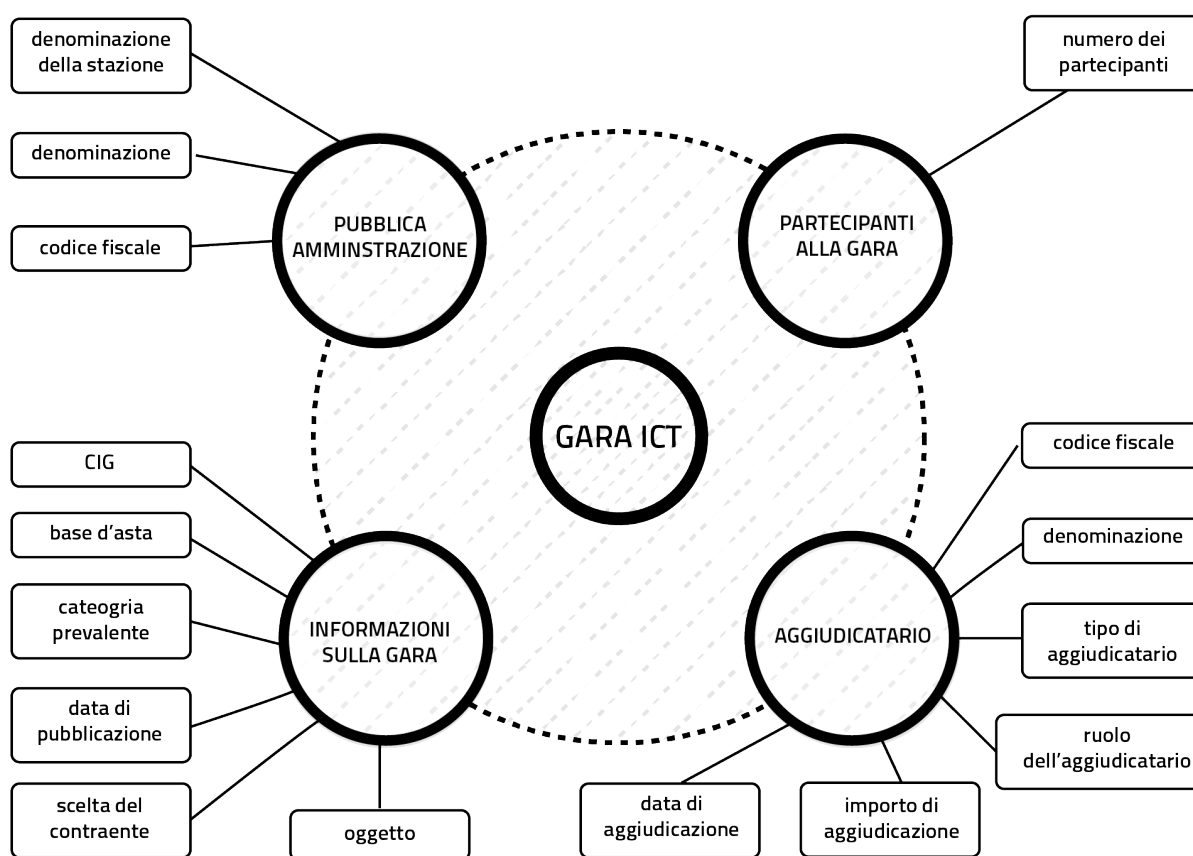 denominazione
della stazione
denominazione
codice fiscale
PUBBLICA
AMMINSTRAZIONE
numero dei
partecipanti
PARTECIPANTI
ALLA GARA
GARA ICT
CIG
base d'asta
cateogria
prevalente
data di
pubblicazione
scelta del
contraente
oggetto
INFORMAZIONI
SULLA GARA
AGGIUDICATARIO
codice fiscale
denominazione
tipo di
aggiudicatario
ruolo
dell'aggiudicatario
importo di
aggiudicazione
data di
aggiudicazione